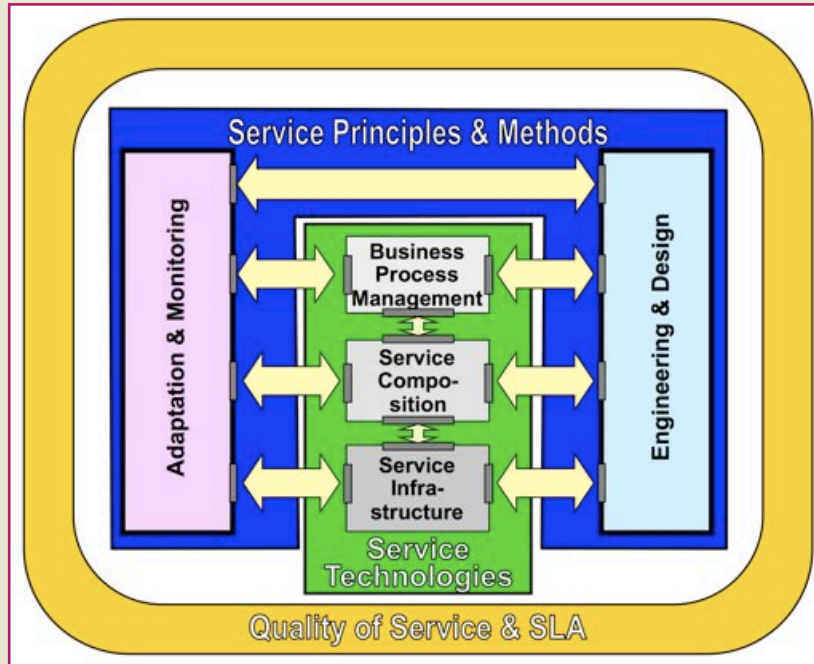 Service Principles & Methods
Adaptation & Monitoring
Business
Process
Management
Service
Compo-
sition
Service
Infra-
structure
Engineering & Design
Service
Technologies
Quality of Service & SLA